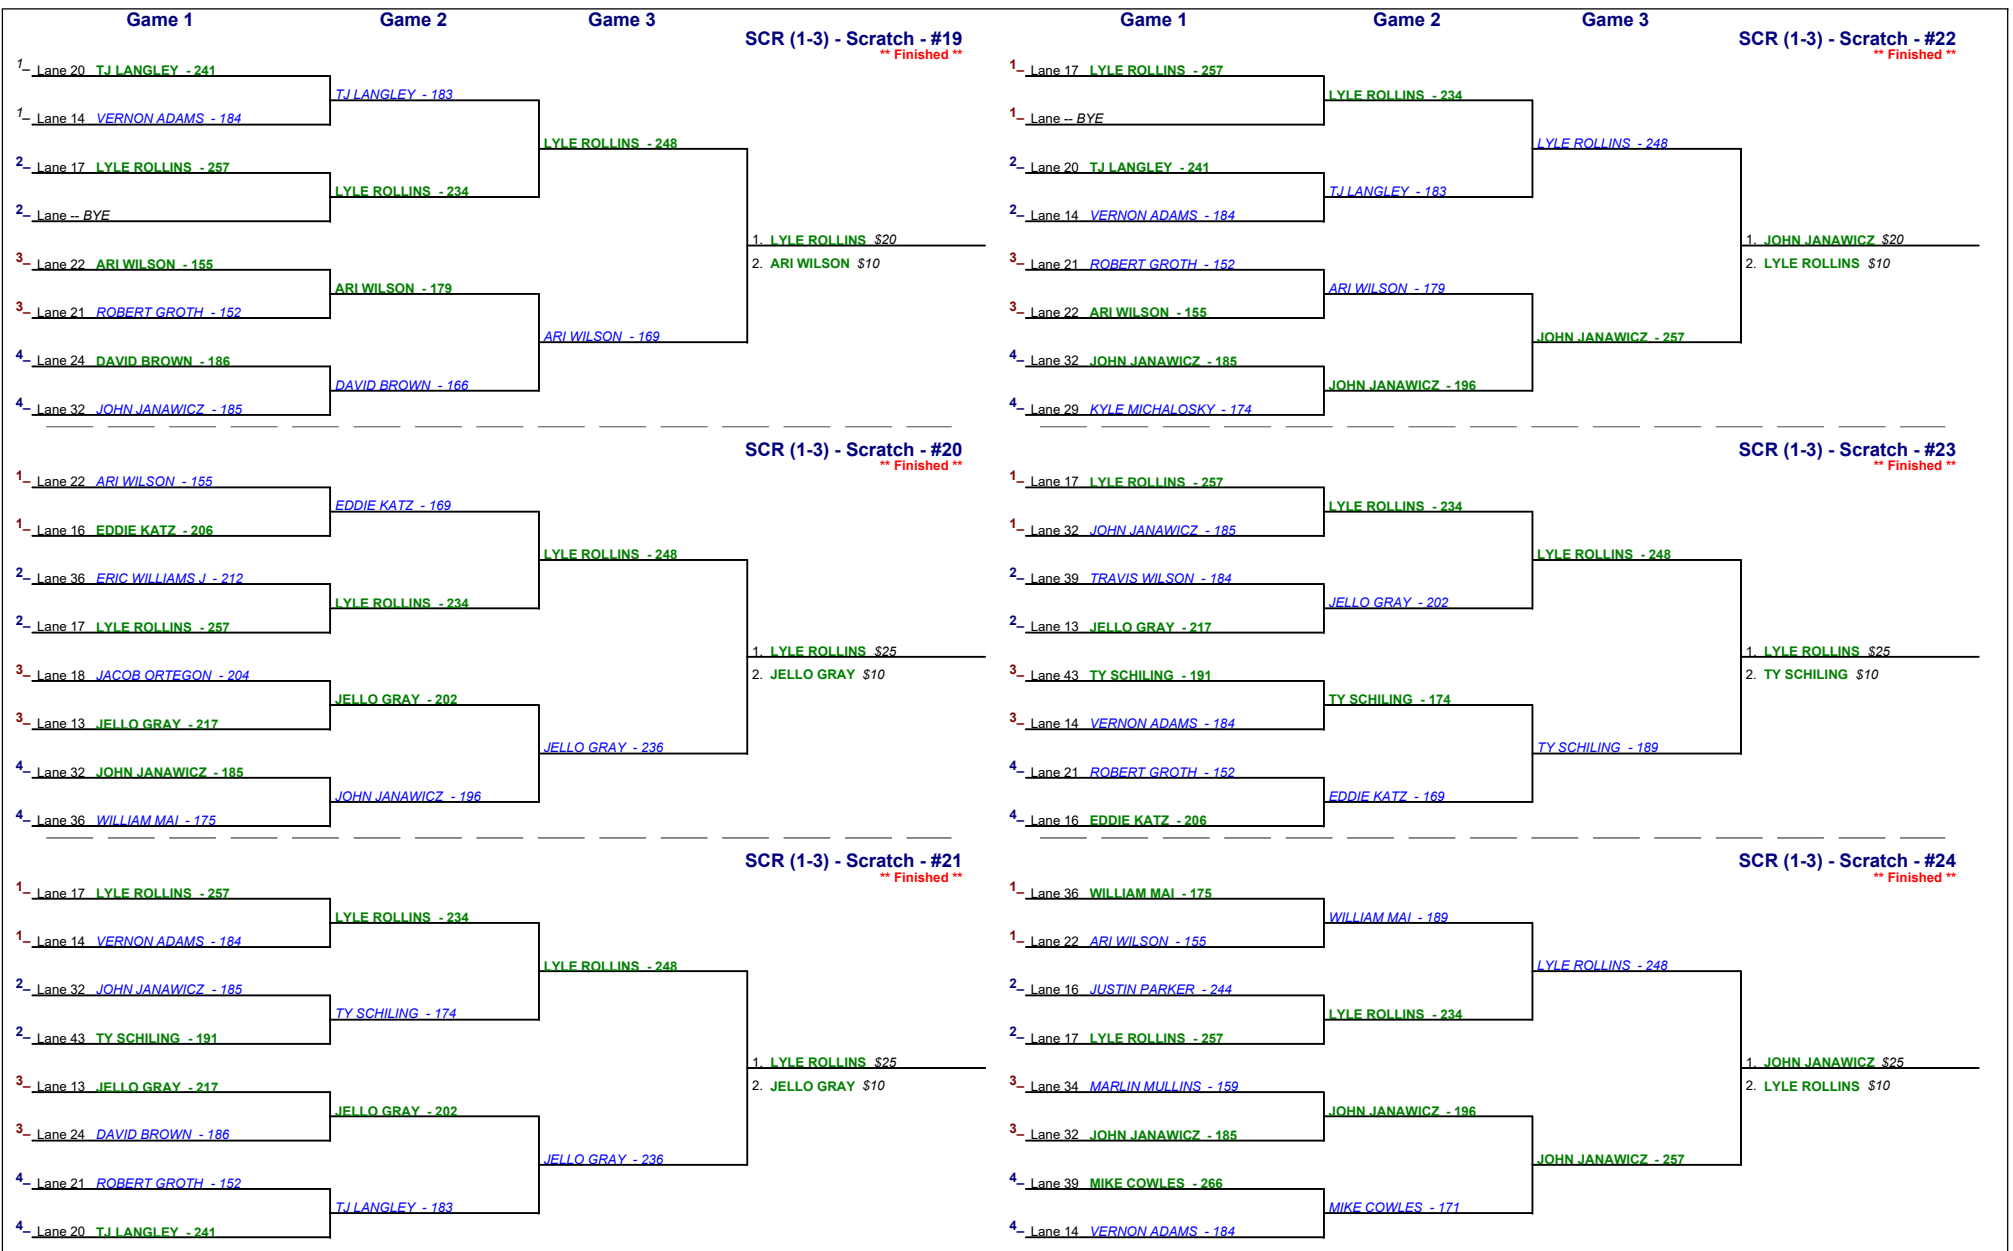 Game 1 Game 2 Game 3
SCR (1-3) - Scratch - #19
** Finished **
1 Lane 20 TJ LANGLEY - 241
TJ LANGLEY - 183
1 Lane 14 VERNON ADAMS - 184
LYLE ROLLINS - 248
2 Lane 17 LYLE ROLLINS - 257
LYLE ROLLINS - 234
2 Lane -- BYE
1. LYLE ROLLINS $20
2. ARI WILSON $10
3 Lane 22 ARI WILSON - 155
ARI WILSON - 179
3 Lane 21 ROBERT GROTH - 152
ARI WILSON - 169
4 Lane 24 DAVID BROWN - 186
DAVID BROWN - 166
4 Lane 32 JOHN JANAWICZ - 185
SCR (1-3) - Scratch - #20
** Finished **
1 Lane 22 ARI WILSON - 155
EDDIE KATZ - 169
1 Lane 16 EDDIE KATZ - 206
LYLE ROLLINS - 248
2 Lane 36 ERIC WILLIAMS J - 212
LYLE ROLLINS - 234
2 Lane 17 LYLE ROLLINS - 257
1. LYLE ROLLINS $25
2. JELLO GRAY $10
3 Lane 18 JACOB ORTEGON - 204
JELLO GRAY - 202
3 Lane 13 JELLO GRAY - 217
JELLO GRAY - 236
4 Lane 32 JOHN JANAWICZ - 185
JOHN JANAWICZ - 196
4 Lane 36 WILLIAM MAI - 175
SCR (1-3) - Scratch - #21
** Finished **
1 Lane 17 LYLE ROLLINS - 257
LYLE ROLLINS - 234
1 Lane 14 VERNON ADAMS - 184
LYLE ROLLINS - 248
2 Lane 32 JOHN JANAWICZ - 185
TY SCHILING - 174
2 Lane 43 TY SCHILING - 191
1. LYLE ROLLINS $25
2. JELLO GRAY $10
3 Lane 13 JELLO GRAY - 217
JELLO GRAY - 202
3 Lane 24 DAVID BROWN - 186
JELLO GRAY - 236
4 Lane 21 ROBERT GROTH - 152
TJ LANGLEY - 183
4 Lane 20 TJ LANGLEY - 241
Game 1 Game 2 Game 3
SCR (1-3) - Scratch - #22
** Finished **
1 Lane 17 LYLE ROLLINS - 257
LYLE ROLLINS - 234
1 Lane -- BYE
LYLE ROLLINS - 248
2 Lane 20 TJ LANGLEY - 241
TJ LANGLEY - 183
2 Lane 14 VERNON ADAMS - 184
1. JOHN JANAWICZ $20
2. LYLE ROLLINS $10
3 Lane 21 ROBERT GROTH - 152
ARI WILSON - 179
3 Lane 22 ARI WILSON - 155
JOHN JANAWICZ - 257
4 Lane 32 JOHN JANAWICZ - 185
JOHN JANAWICZ - 196
4 Lane 29 KYLE MICHALOSKY - 174
SCR (1-3) - Scratch - #23
** Finished **
1 Lane 17 LYLE ROLLINS - 257
LYLE ROLLINS - 234
1 Lane 32 JOHN JANAWICZ - 185
LYLE ROLLINS - 248
2 Lane 39 TRAVIS WILSON - 184
JELLO GRAY - 202
2 Lane 13 JELLO GRAY - 217
1. LYLE ROLLINS $25
2. TY SCHILING $10
3 Lane 43 TY SCHILING - 191
TY SCHILING - 174
3 Lane 14 VERNON ADAMS - 184
TY SCHILING - 189
4 Lane 21 ROBERT GROTH - 152
EDDIE KATZ - 169
4 Lane 16 EDDIE KATZ - 206
SCR (1-3) - Scratch - #24
** Finished **
1 Lane 36 WILLIAM MAI - 175
WILLIAM MAI - 189
1 Lane 22 ARI WILSON - 155
LYLE ROLLINS - 248
2 Lane 16 JUSTIN PARKER - 244
LYLE ROLLINS - 234
2 Lane 17 LYLE ROLLINS - 257
1. JOHN JANAWICZ $25
2. LYLE ROLLINS $10
3 Lane 34 MARLIN MULLINS - 159
JOHN JANAWICZ - 196
3 Lane 32 JOHN JANAWICZ - 185
JOHN JANAWICZ - 257
4 Lane 39 MIKE COWLES - 266
MIKE COWLES - 171
4 Lane 14 VERNON ADAMS - 184